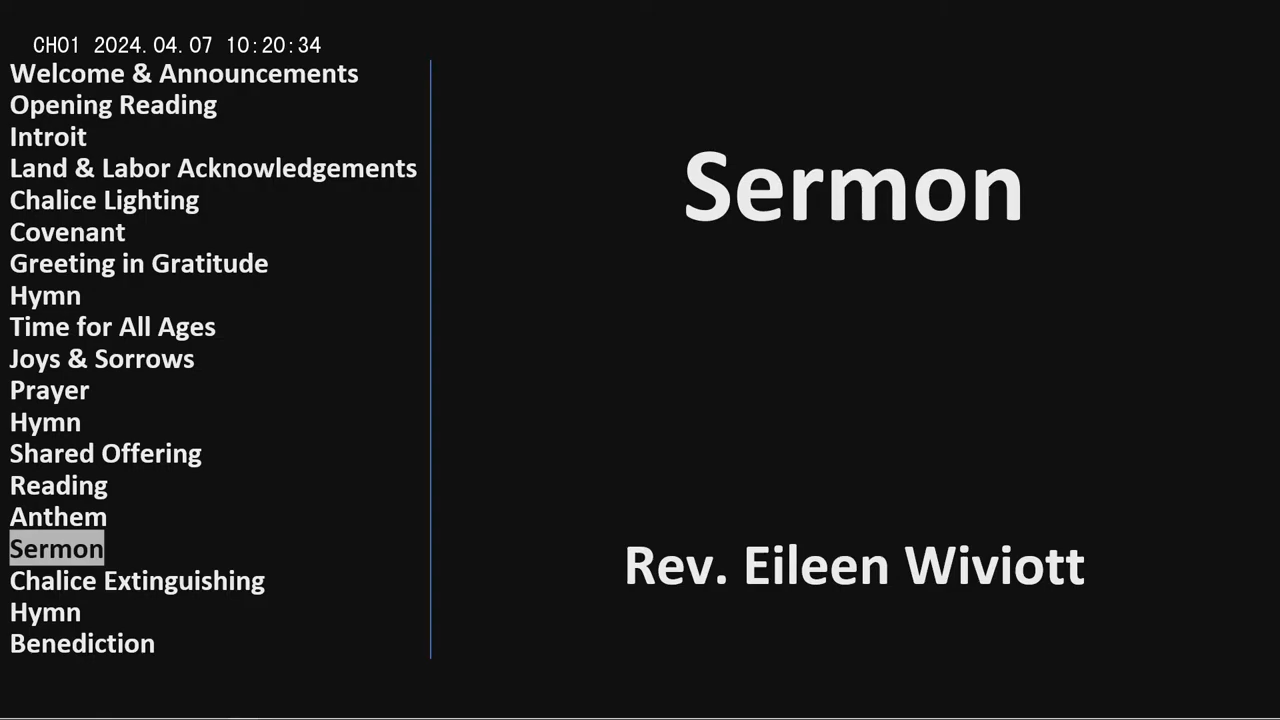 CH01 2024.04.07 10:20:34
Welcome & Announcements
Opening Reading
Introit
Land & Labor Acknowledgements
Chalice Lighting
Covenant
Greeting in Gratitude
Hymn
Time for All Ages
Joys & Sorrows
Prayer
Hymn
Shared Offering
Reading
Anthem
Sermon
Chalice Extinguishing
Hymn
Benediction
Sermon
Rev. Eileen Wiviott